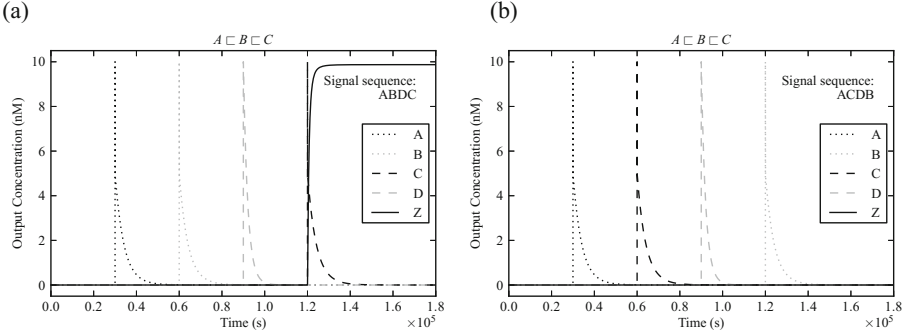 (a)
A ⊏ B ⊏ C
Output Concentration (nM)
10
8
6
4
2
0
Signal sequence:
ABDC
A
B
C
D
Z
0.0 0.2 0.4 0.6 0.8 1.0 1.2 1.4 1.6 1.8
Time (s)
×10⁵
(b)
A ⊏ B ⊏ C
Output Concentration (nM)
10
8
6
4
2
0
Signal sequence:
ACDB
A
B
C
D
Z
0.0 0.2 0.4 0.6 0.8 1.0 1.2 1.4 1.6 1.8
Time (s)
×10⁵